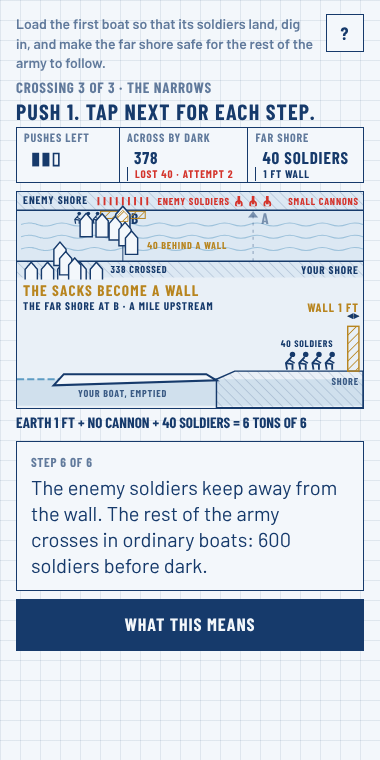 Load the first boat so that its soldiers land, dig
in, and make the far shore safe for the rest of the
army to follow.
?
CROSSING 3 OF 3 · THE NARROWS
PUSH 1. TAP NEXT FOR EACH STEP.
PUSHES LEFT
ACROSS BY DARK
378
LOST 40 · ATTEMPT 2
FAR SHORE
40 SOLDIERS
1 FT WALL
ENEMY SHORE
ENEMY SOLDIERS
SMALL CANNONS
B
A
40 BEHIND A WALL
338 CROSSED
YOUR SHORE
THE SACKS BECOME A WALL
THE FAR SHORE AT B · A MILE UPSTREAM
WALL 1 FT
40 SOLDIERS
SHORE
YOUR BOAT, EMPTIED
EARTH 1 FT + NO CANNON + 40 SOLDIERS = 6 TONS OF 6
STEP 6 OF 6
The enemy soldiers keep away from
the wall. The rest of the army
crosses in ordinary boats: 600
soldiers before dark.
WHAT THIS MEANS